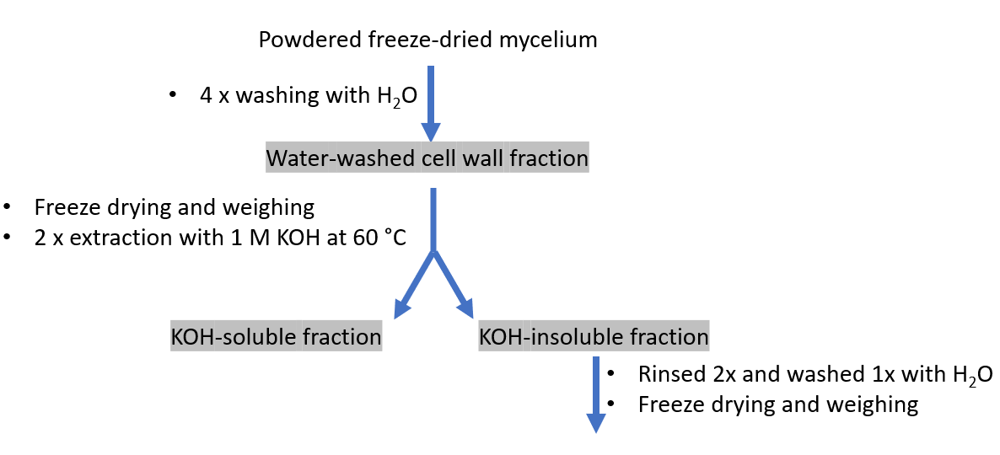 Powdered freeze-dried mycelium
• 4 x washing with H₂O
Water-washed cell wall fraction
• Freeze drying and weighing
• 2 x extraction with 1 M KOH at 60 °C
KOH-soluble fraction
KOH-insoluble fraction
• Rinsed 2x and washed 1x with H₂O
• Freeze drying and weighing